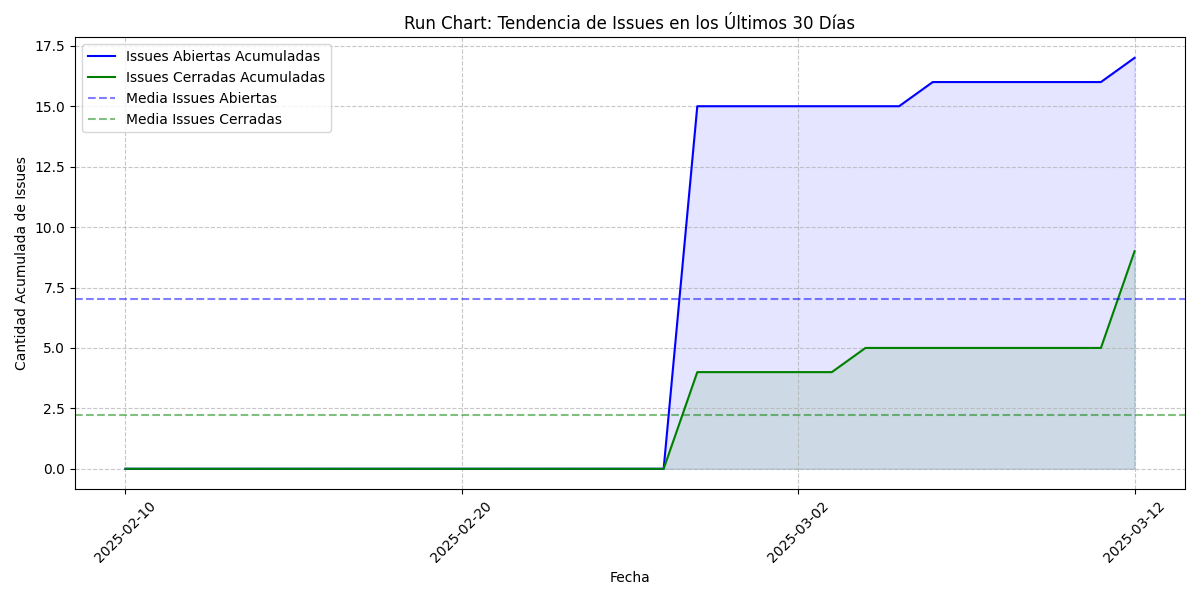 Run Chart: Tendencia de Issues en los Últimos 30 Días
Issues Abiertas Acumuladas
Issues Cerradas Acumuladas
Media Issues Abiertas
Media Issues Cerradas
Cantidad Acumulada de Issues
17.5
15.0
12.5
10.0
7.5
5.0
2.5
0.0
2025-02-10
2025-02-20
2025-03-02
2025-03-12
Fecha